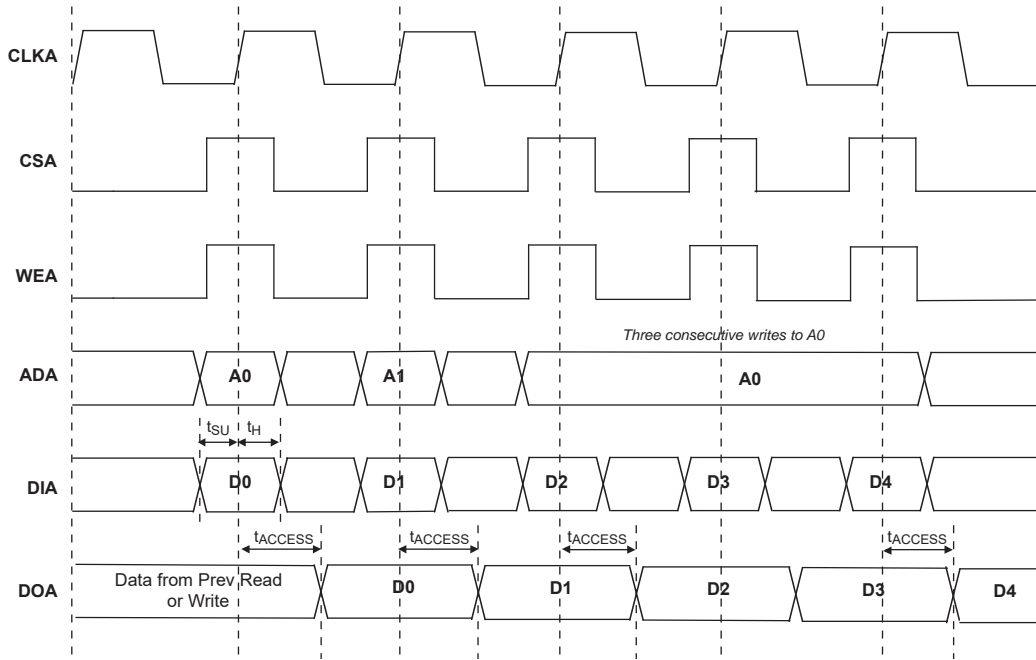 CLKA
CSA
WEA
Three consecutive writes to A0
ADA
A0
A1
A0
tSU
tH
DIA
D0
D1
D2
D3
D4
tACCESS
tACCESS
tACCESS
tACCESS
DOA
Data from Prev Read
or Write
D0
D1
D2
D3
D4